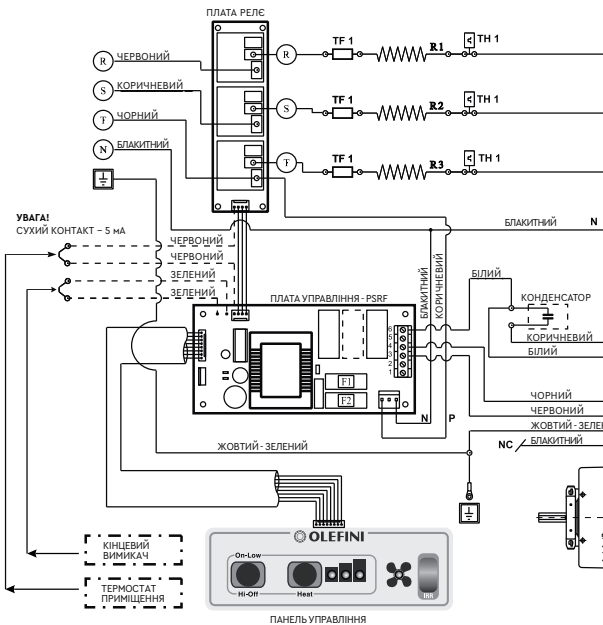 ПЛАТА РЕЛЄ
R ЧЕРВОНИЙ
S КОРИЧНЕВИЙ
T ЧОРНИЙ
N БЛАКИТНИЙ
R TF 1 R1 TH 1
S TF 1 R2 TH 1
T TF 1 R3 TH 1
УВАГА!
СУХИЙ КОНТАКТ – 5 мА
ЧЕРВОНИЙ
ЧЕРВОНИЙ
ЗЕЛЕНИЙ
ЗЕЛЕНИЙ
БЛАКИТНИЙ N
БЛАКИТНИЙ
КОРИЧНЕВИЙ
ПЛАТА УПРАВЛІННЯ - PSRF
6
5
4
3
2
1
F1
F2
N P
БІЛИЙ
КОНДЕНСАТОР
КОРИЧНЕВИЙ
БІЛИЙ
ЧОРНИЙ
ЧЕРВОНИЙ
ЖОВТИЙ - ЗЕЛЕН
NC БЛАКИТНИЙ
ЖОВТИЙ - ЗЕЛЕНИЙ
КІНЦЕВИЙ
ВИМИКАЧ
ТЕРМОСТАТ
ПРИМІЩЕННЯ
OLEFINI
On-Low
Hi-Off
Heat
ПАНЕЛЬ УПРАВЛІННЯ